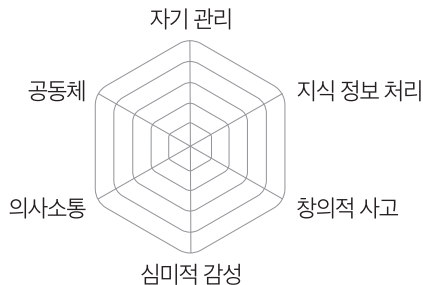 자기 관리
공동체
지식 정보 처리
의사소통
창의적 사고
심미적 감성